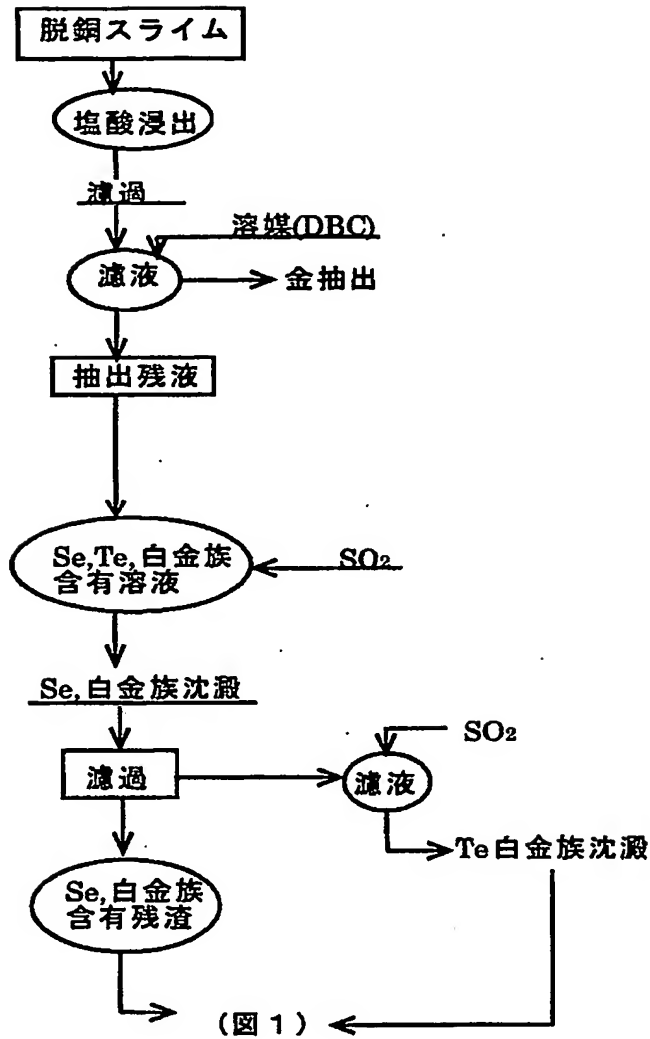 脱銅スライム
塩酸浸出
濾過
溶媒(DBC)
濾液
金抽出
抽出残液
Se,Te,白金族
含有溶液
SO₂
Se,白金族沈澱
SO₂
濾過
濾液
Te白金族沈澱
Se,白金族
含有残渣
(図1)